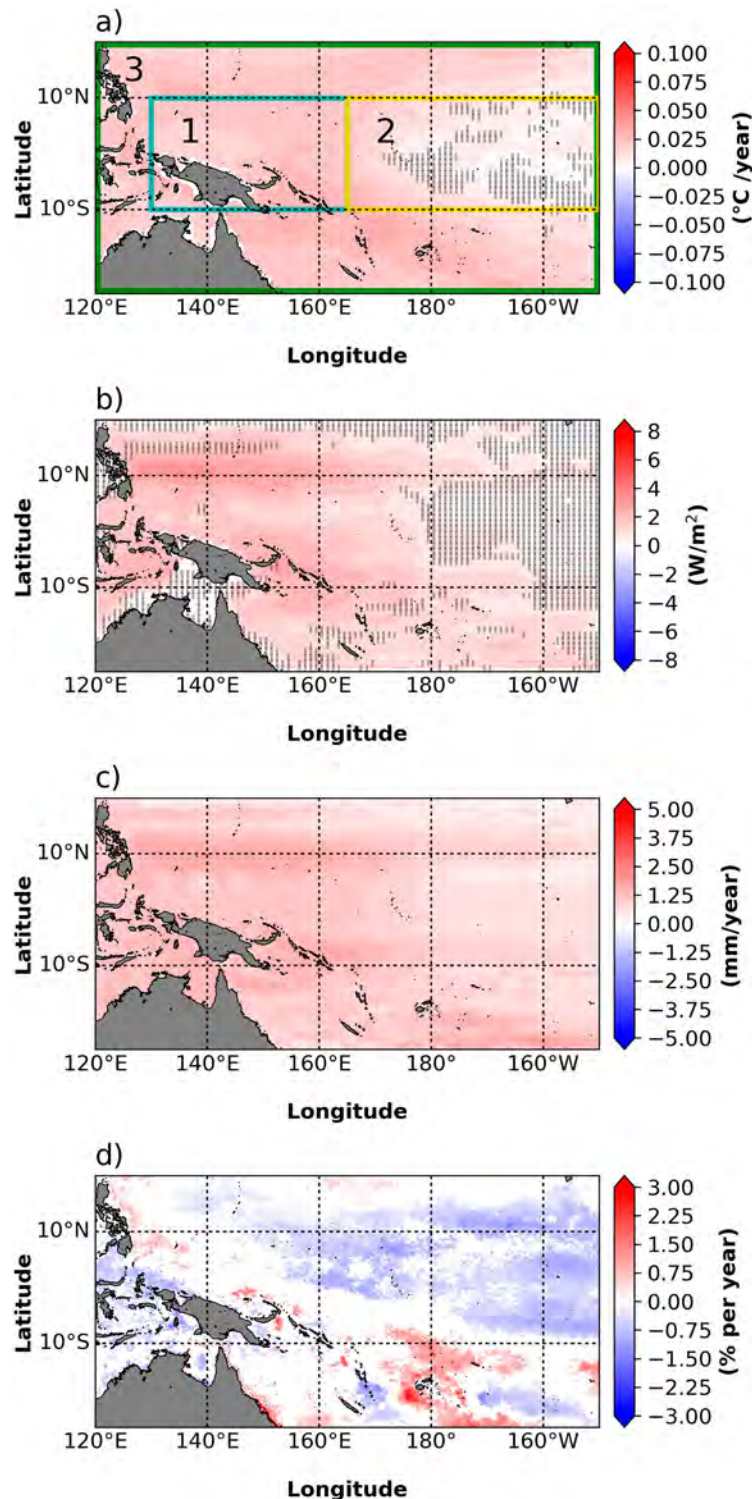 a)
3
1
2
10°N
10°S
Latitude
120°E 140° 160° 180° 160°W
Longitude
0.100
0.075
0.050
0.025
0.000
−0.025
−0.050
−0.075
−0.100
(°C /year)
b)
10°N
10°S
Latitude
120°E 140° 160° 180° 160°W
Longitude
8
6
4
2
0
−2
−4
−6
−8
(W/m²)
c)
10°N
10°S
Latitude
120°E 140° 160° 180° 160°W
Longitude
5.00
3.75
2.50
1.25
0.00
−1.25
−2.50
−3.75
−5.00
(mm/year)
d)
10°N
10°S
Latitude
120°E 140° 160° 180° 160°W
Longitude
3.00
2.25
1.50
0.75
0.00
−0.75
−1.50
−2.25
−3.00
(% per year)